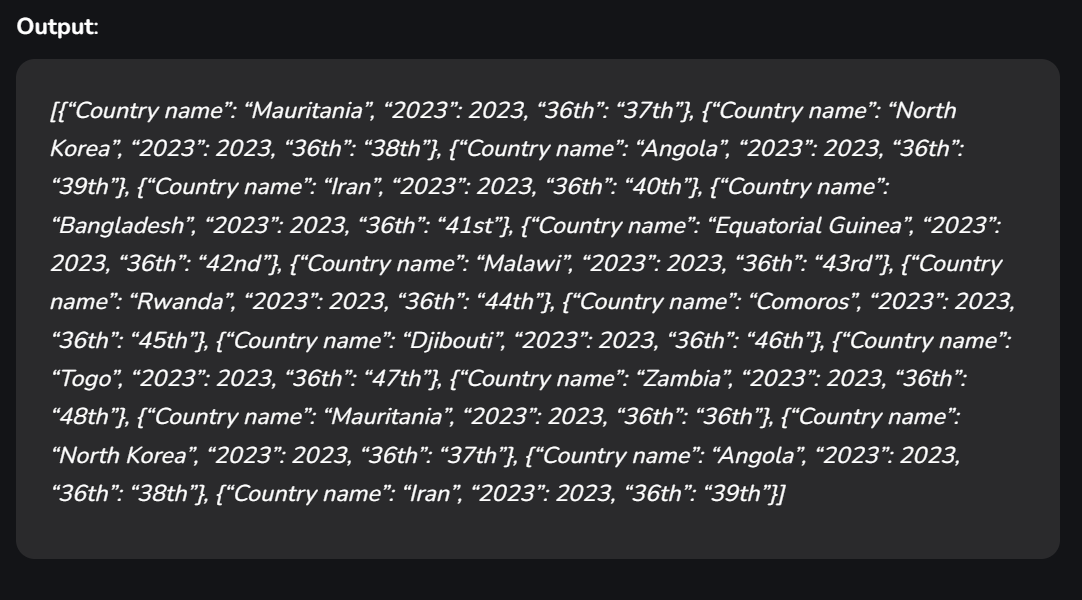 Output:
[{“Country name”: “Mauritania”, “2023”: 2023, “36th”: “37th”}, {“Country name”: “North
Korea”, “2023”: 2023, “36th”: “38th”}, {“Country name”: “Angola”, “2023”: 2023, “36th”:
“39th”}, {“Country name”: “Iran”, “2023”: 2023, “36th”: “40th”}, {“Country name”:
“Bangladesh”, “2023”: 2023, “36th”: “41st”}, {“Country name”: “Equatorial Guinea”, “2023”:
2023, “36th”: “42nd”}, {“Country name”: “Malawi”, “2023”: 2023, “36th”: “43rd”}, {“Country
name”: “Rwanda”, “2023”: 2023, “36th”: “44th”}, {“Country name”: “Comoros”, “2023”: 2023,
“36th”: “45th”}, {“Country name”: “Djibouti”, “2023”: 2023, “36th”: “46th”}, {“Country name”:
“Togo”, “2023”: 2023, “36th”: “47th”}, {“Country name”: “Zambia”, “2023”: 2023, “36th”:
“48th”}, {“Country name”: “Mauritania”, “2023”: 2023, “36th”: “36th”}, {“Country name”:
“North Korea”, “2023”: 2023, “36th”: “37th”}, {“Country name”: “Angola”, “2023”: 2023,
“36th”: “38th”}, {“Country name”: “Iran”, “2023”: 2023, “36th”: “39th”}]